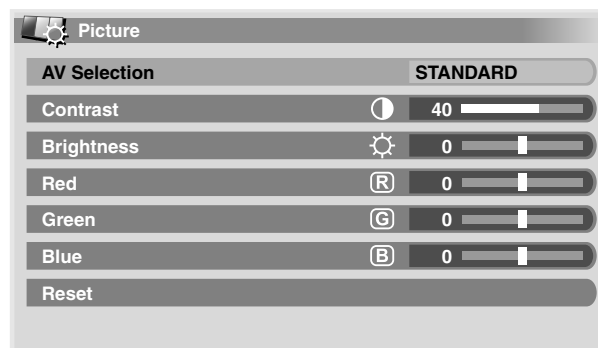 Picture
AV Selection STANDARD
Contrast 40
Brightness 0
Red R 0
Green G 0
Blue B 0
Reset